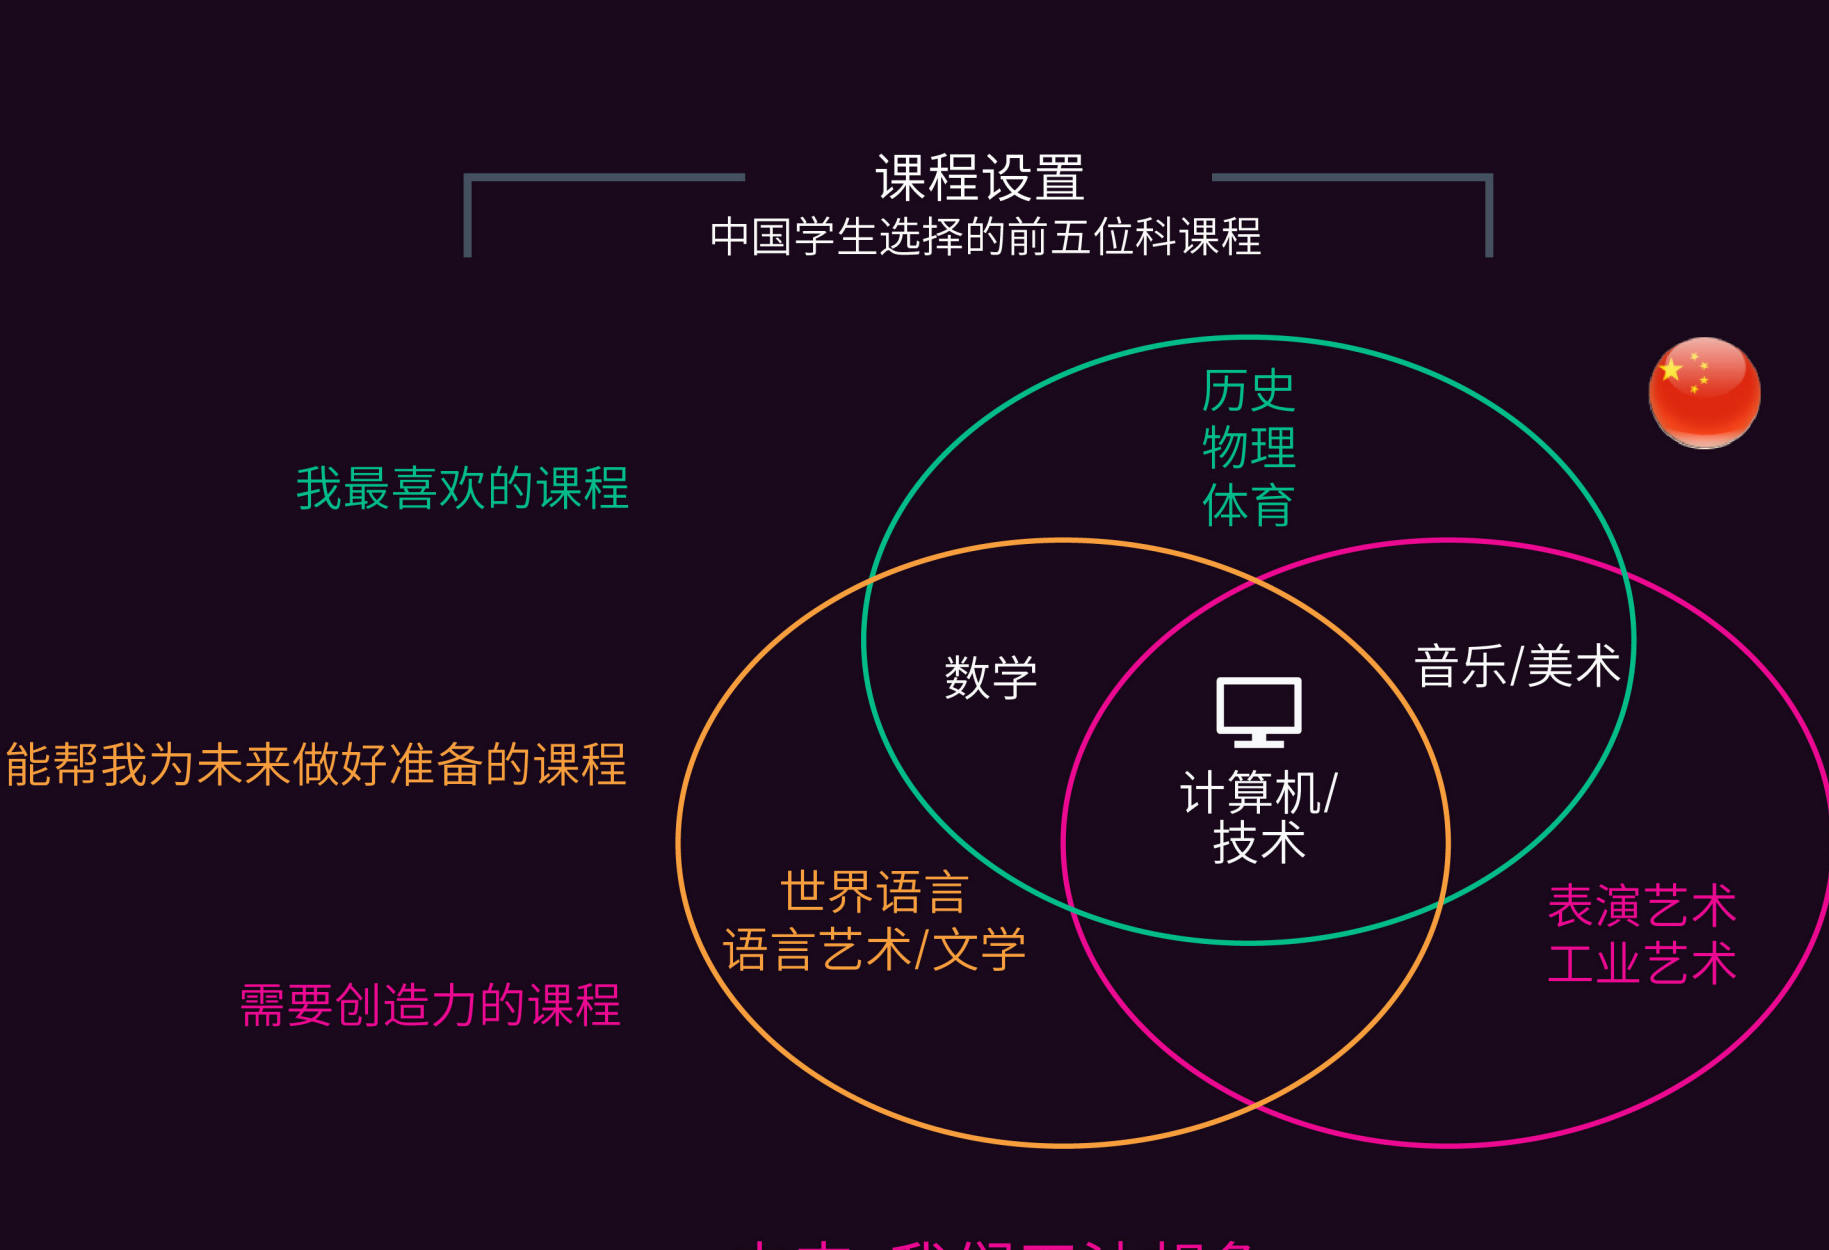 课程设置
中国学生选择的前五位科课程
历史
物理
体育
我最喜欢的课程
数学
音乐/美术
能帮我为未来做好准备的课程
计算机/
技术
世界语言
语言艺术/文学
表演艺术
工业艺术
需要创造力的课程